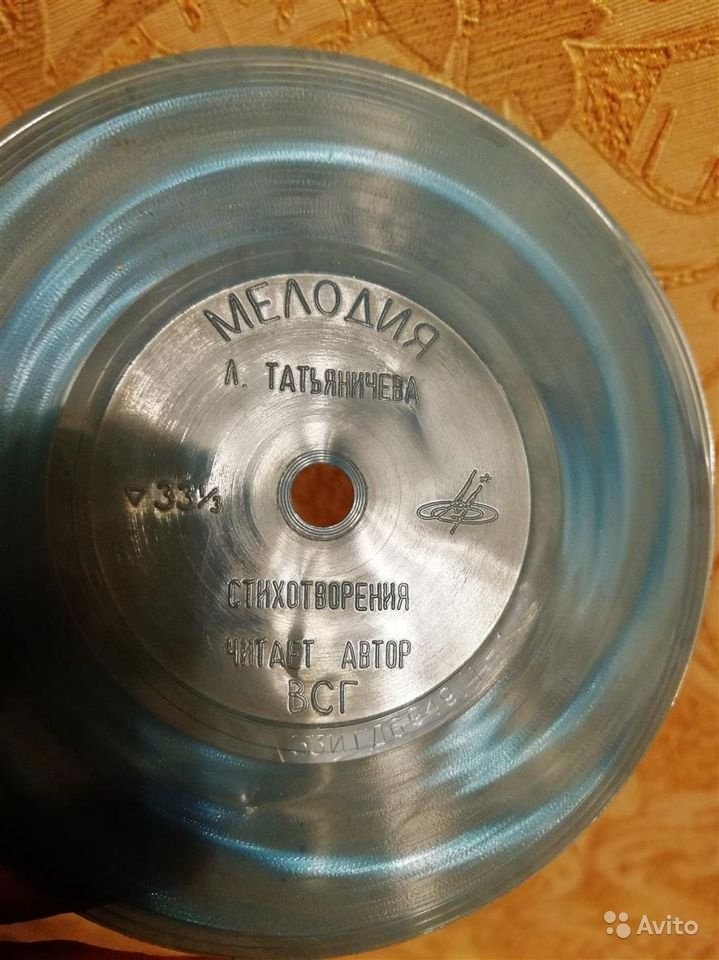 МЕЛОДИЯ
Л. ТАТЬЯНИЧЕВА
▽ 33⅓
СТИХОТВОРЕНИЯ
ЧИТАЕТ АВТОР
ВСГ
Avito